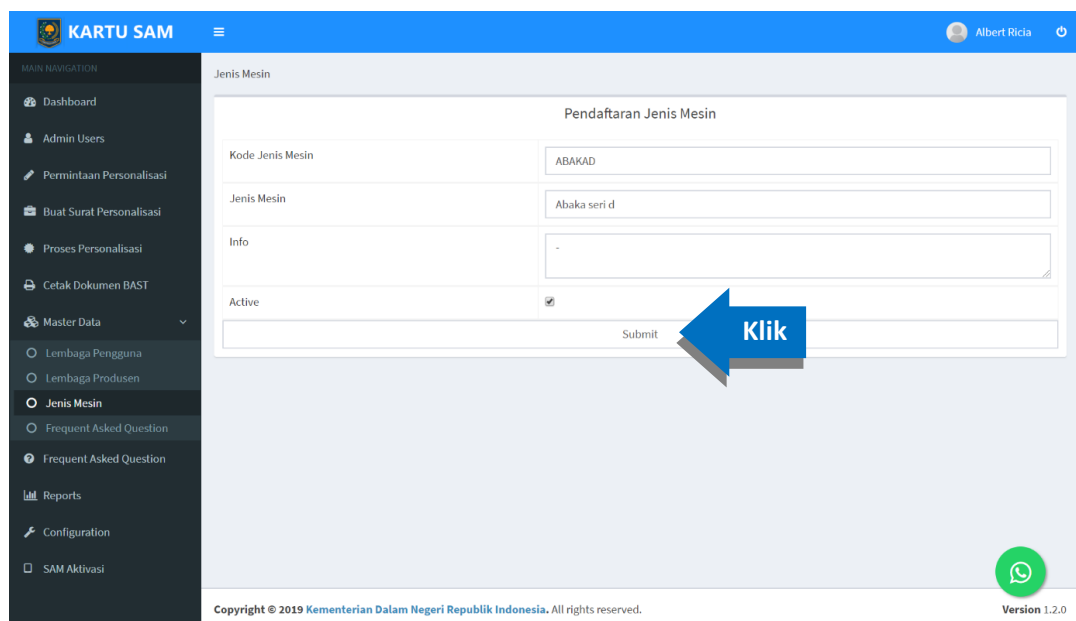 KARTU SAM
Albert Ricia
MAIN NAVIGATION
Dashboard
Admin Users
Permintaan Personalisasi
Buat Surat Personalisasi
Proses Personalisasi
Cetak Dokumen BAST
Master Data
Lembaga Pengguna
Lembaga Produsen
Jenis Mesin
Frequent Asked Question
Frequent Asked Question
Reports
Configuration
SAM Aktivasi
Jenis Mesin
Pendaftaran Jenis Mesin
Kode Jenis Mesin
ABAKAD
Jenis Mesin
Abaka seri d
Info
-
Active
Submit
Klik
Copyright © 2019 Kementerian Dalam Negeri Republik Indonesia. All rights reserved.
Version 1.2.0